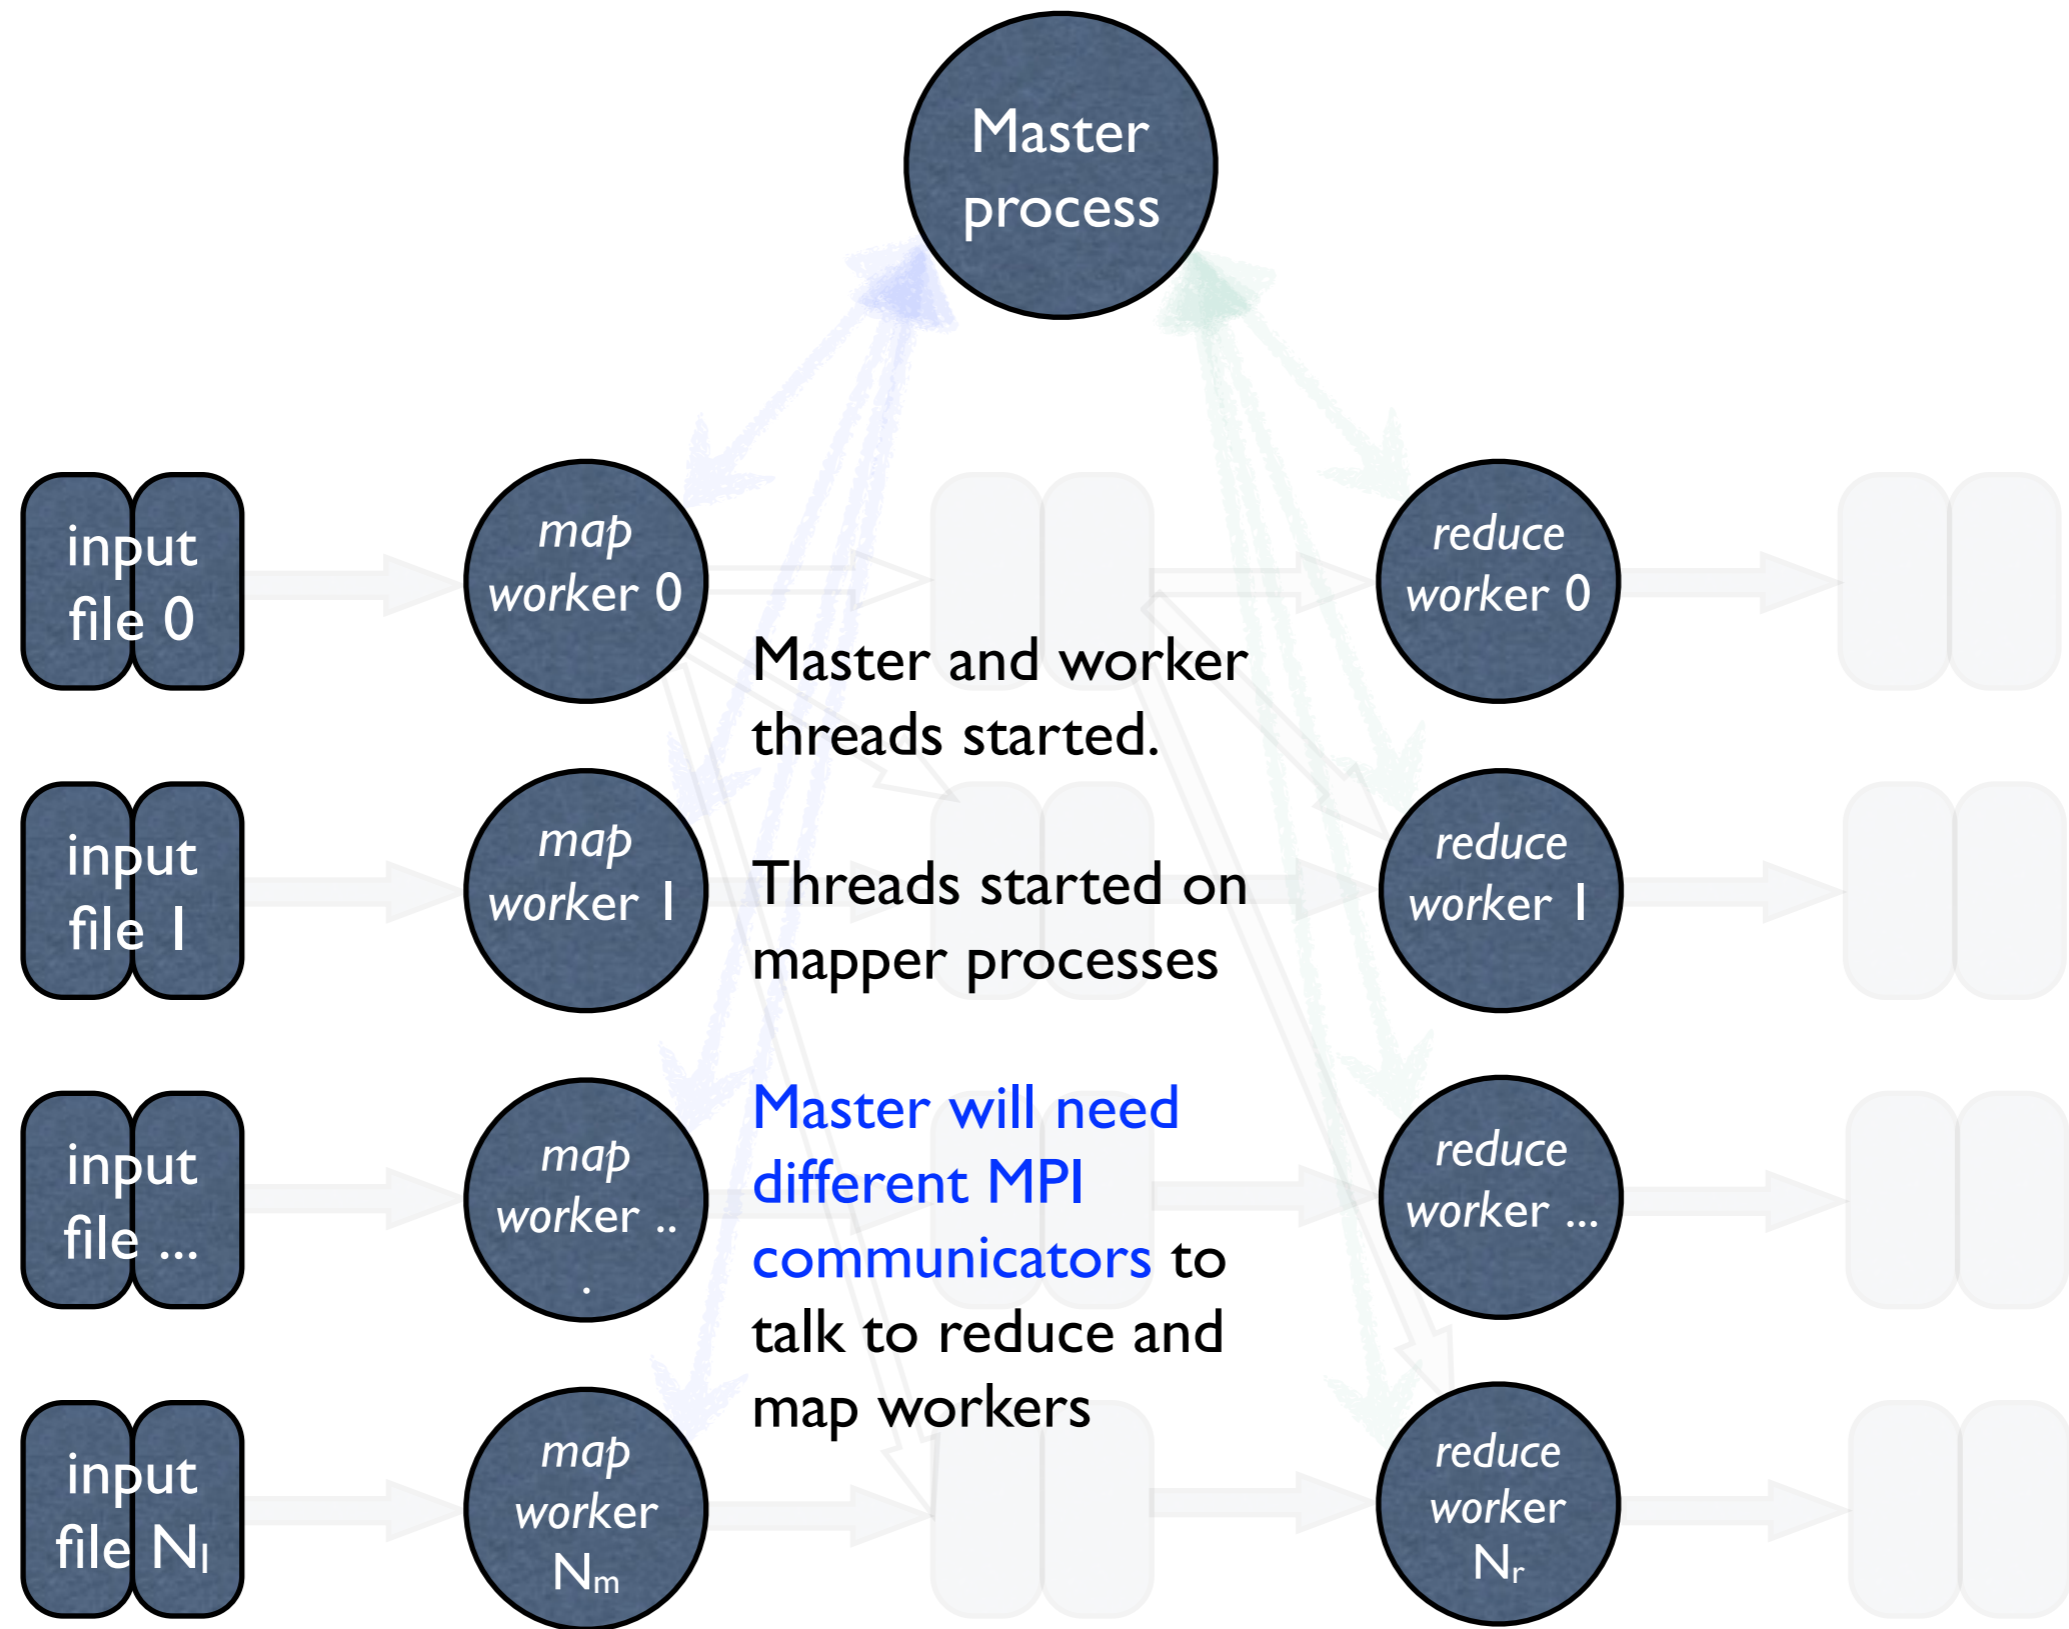 Master
process
input
file 0
map
worker 0
reduce
worker 0
Master and worker
threads started.
input
file 1
map
worker 1
Threads started on
mapper processes
reduce
worker 1
input
file ...
map
worker ..
.
Master will need
different MPI
communicators to
talk to reduce and
map workers
reduce
worker ...
input
file NI
map
worker
Nm
reduce
worker
Nr